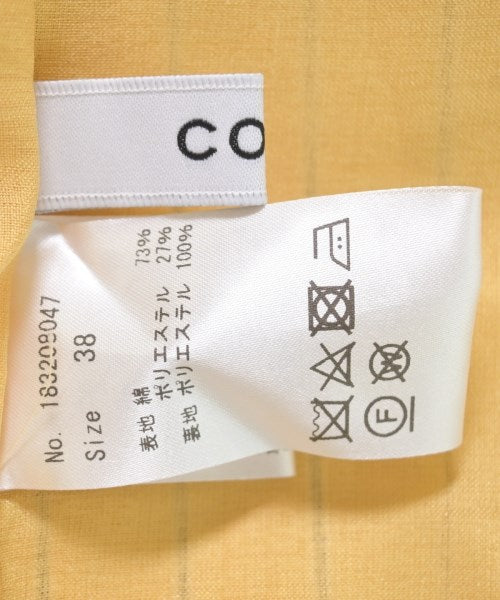 CO
No. 163209047
Size 38
表地 綿 73%
ポリエステル 27%
裏地 ポリエステル 100%
F
W